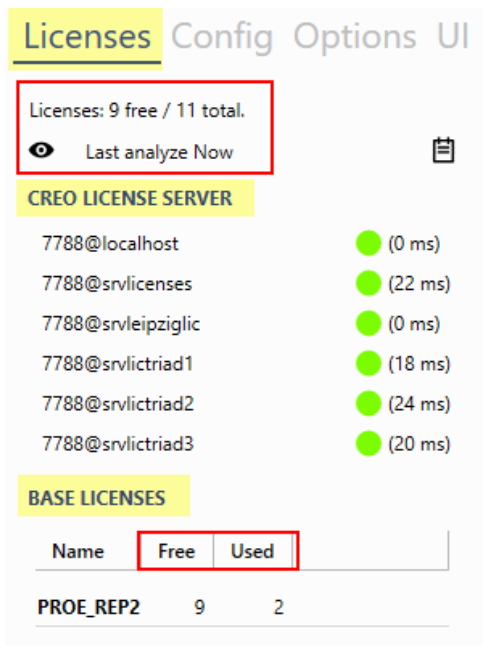 Licenses Config Options UI
Licenses: 9 free / 11 total.
Last analyze Now
CREO LICENSE SERVER
7788@localhost (0 ms)
7788@srvlicenses (22 ms)
7788@srvleipziglic (0 ms)
7788@srvlictriad1 (18 ms)
7788@srvlictriad2 (24 ms)
7788@srvlictriad3 (20 ms)
BASE LICENSES
Name Free Used
PROE_REP2 9 2